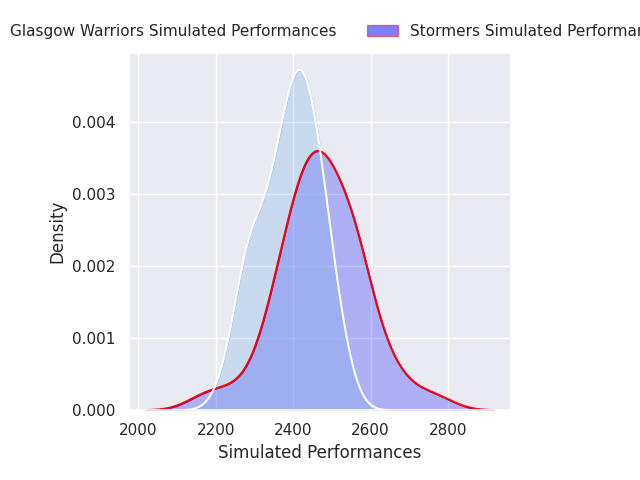 Glasgow Warriors Simulated Performances
Stormers Simulated
0.004
0.003
0.002
0.001
0.000
Density
2000 2200 2400 2600 2800
Simulated Performances